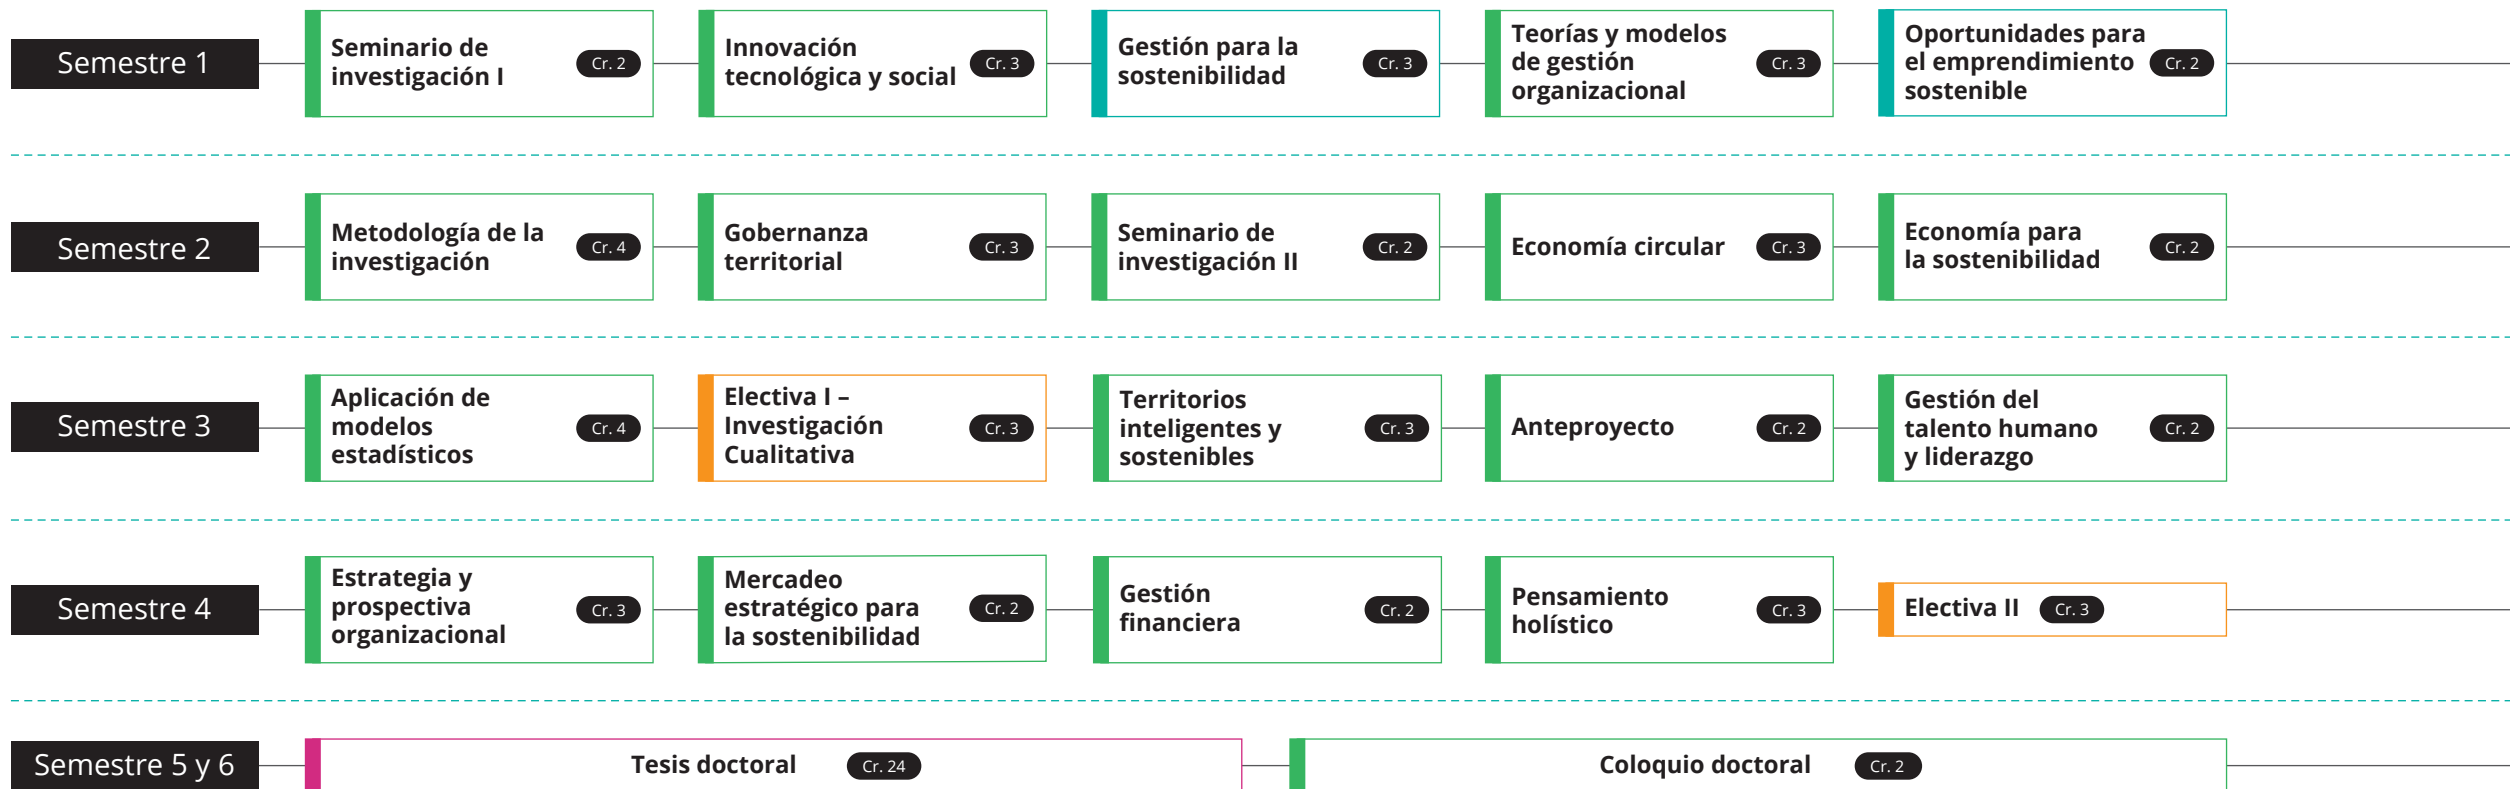 Semestre 1
Seminario de
investigación I
Cr. 2
Innovación
tecnológica y social
Cr. 3
Gestión para la
sostenibilidad
Cr. 3
Teorías y modelos
de gestión
organizacional
Cr. 3
Oportunidades para
el emprendimiento
sostenible
Cr. 2
Semestre 2
Metodología de la
investigación
Cr. 4
Gobernanza
territorial
Cr. 3
Seminario de
investigación II
Cr. 2
Economía circular
Cr. 3
Economía para
la sostenibilidad
Cr. 2
Semestre 3
Aplicación de
modelos
estadísticos
Cr. 4
Electiva I –
Investigación
Cualitativa
Cr. 3
Territorios
inteligentes y
sostenibles
Cr. 3
Anteproyecto
Cr. 2
Gestión del
talento humano
y liderazgo
Cr. 2
Semestre 4
Estrategia y
prospectiva
organizacional
Cr. 3
Mercadeo
estratégico para
la sostenibilidad
Cr. 2
Gestión
financiera
Cr. 2
Pensamiento
holístico
Cr. 3
Electiva II
Cr. 3
Semestre 5 y 6
Tesis doctoral
Cr. 24
Coloquio doctoral
Cr. 2